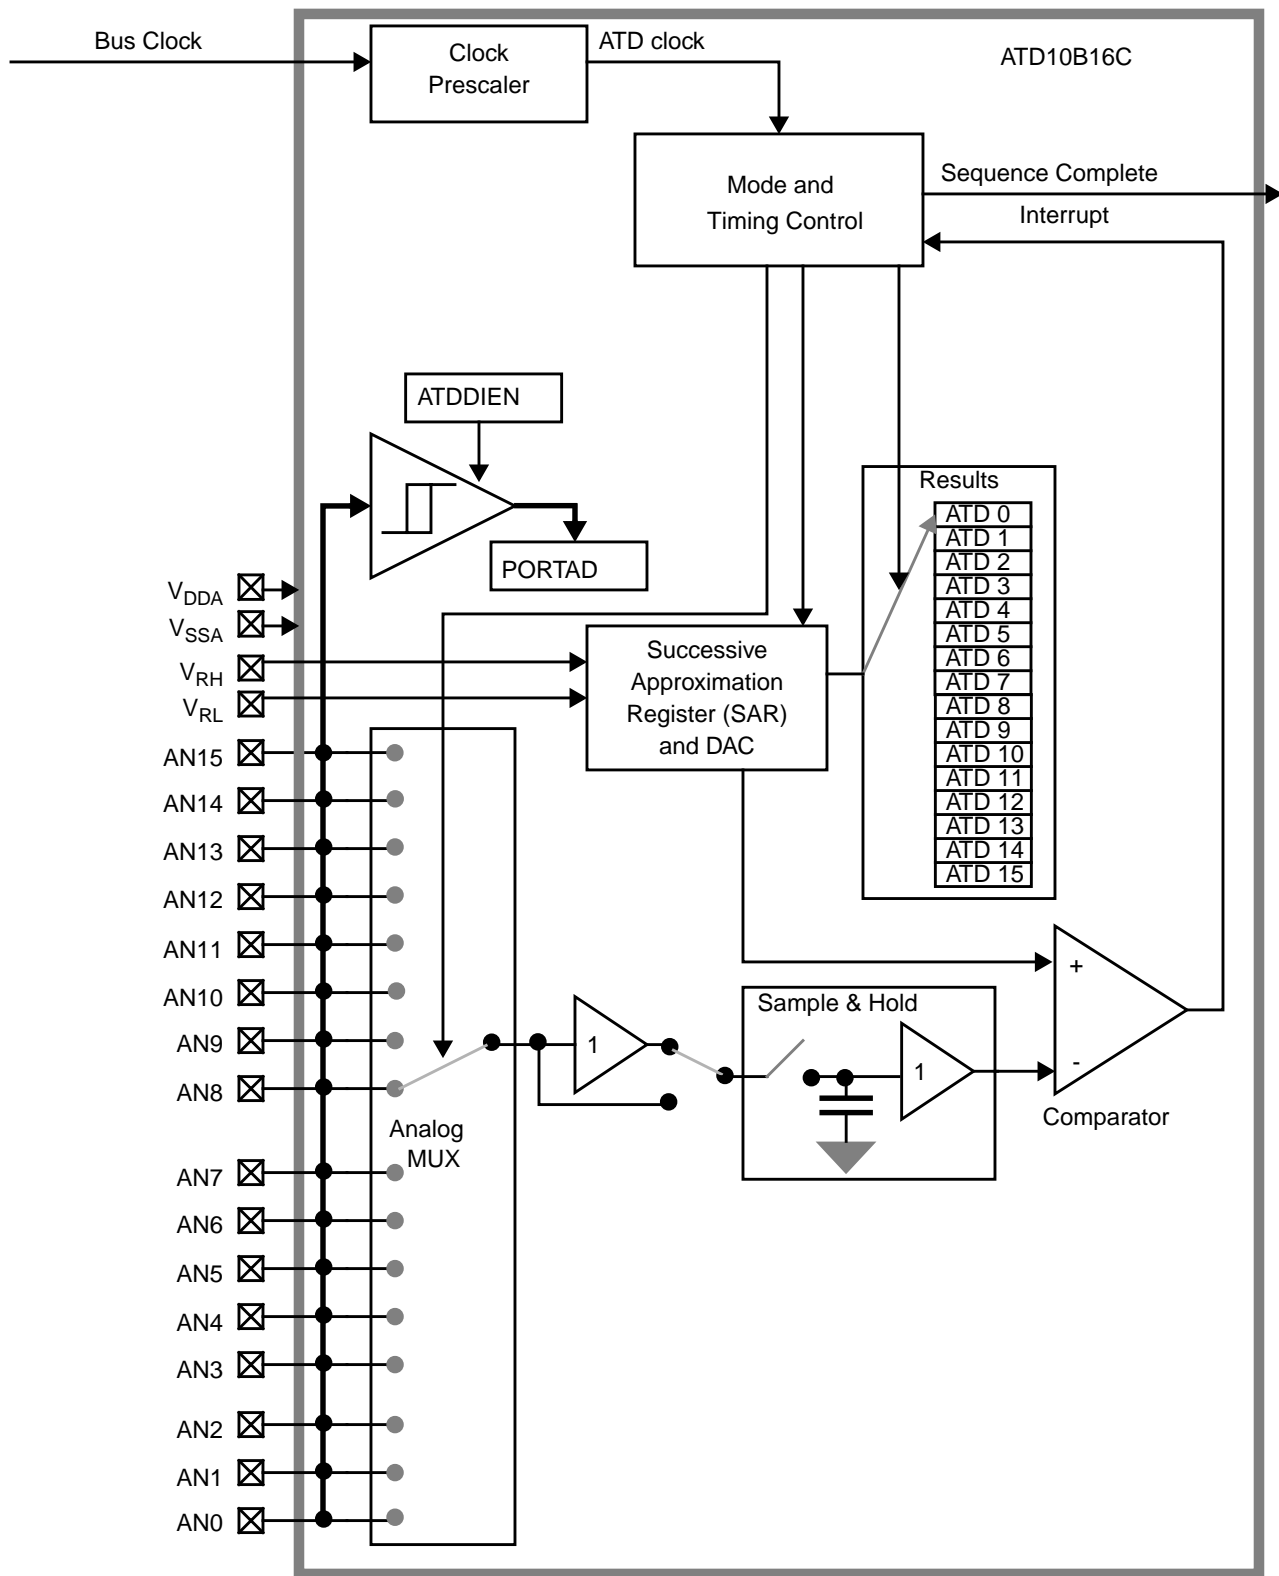 Bus Clock
Clock
Prescaler
ATD clock
ATD10B16C
Mode and
Timing Control
Sequence Complete
Interrupt
ATDDIEN
PORTAD
Results
ATD 0
ATD 1
ATD 2
ATD 3
ATD 4
ATD 5
ATD 6
ATD 7
ATD 8
ATD 9
ATD 10
ATD 11
ATD 12
ATD 13
ATD 14
ATD 15
VDDA
VSSA
VRH
VRL
Successive
Approximation
Register (SAR)
and DAC
AN15
AN14
AN13
AN12
AN11
AN10
AN9
AN8
AN7
AN6
AN5
AN4
AN3
AN2
AN1
AN0
Analog
MUX
1
Sample & Hold
1
+
-
Comparator